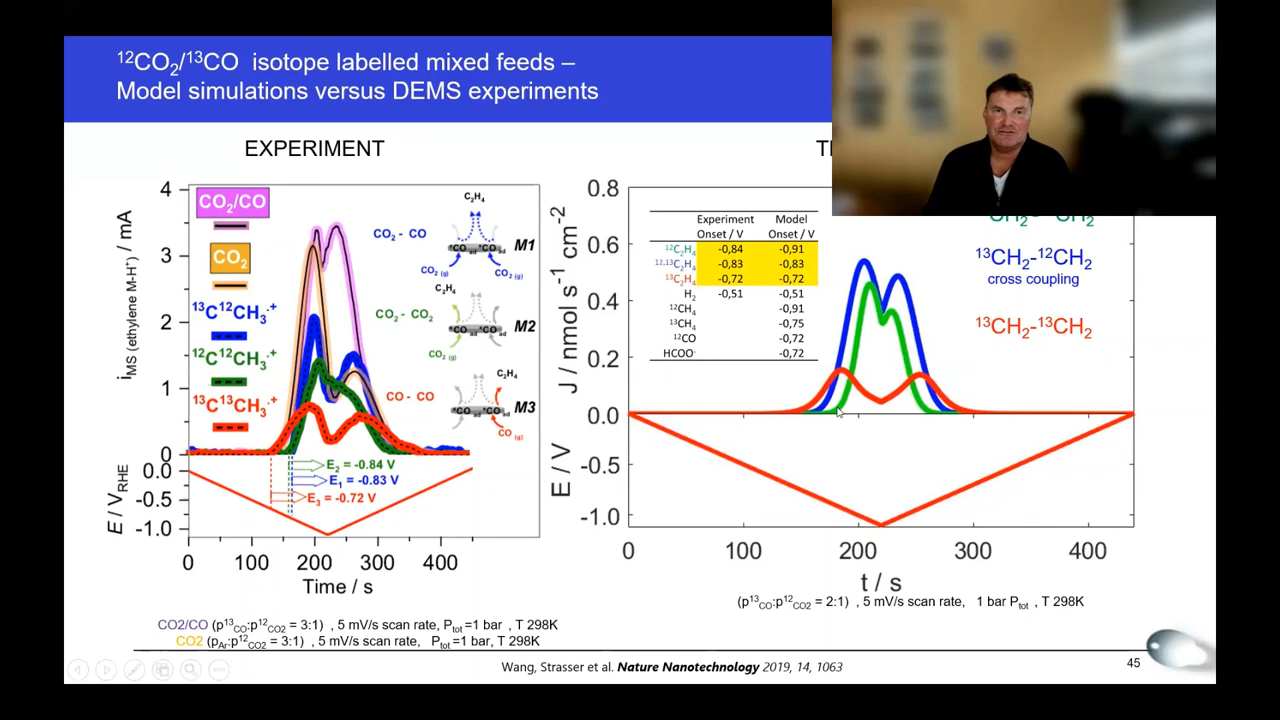 ¹²CO₂/¹³CO isotope labelled mixed feeds –
Model simulations versus DEMS experiments
EXPERIMENT
CO₂/CO
CO₂
¹³C¹²CH₃·⁺
¹²C¹²CH₃·⁺
¹³C¹³CH₃·⁺
i_MS (ethylene M-H⁺) / mA
4
3
2
1
0
CO₂ - CO
CO₂ - CO₂
CO - CO
C₂H₄
*CO_ad *CO_ad
M1
CO₂ (g)
CO₂ (g)
C₂H₄
M2
CO₂ (g)
C₂H₄
M3
CO (g)
E₂ = -0.84 V
E₁ = -0.83 V
E₃ = -0.72 V
E / V_RHE
0.0
-0.5
-1.0
0 100 200 300 400
Time / s
CO2/CO (p¹³CO:p¹²CO2 = 3:1) , 5 mV/s scan rate, Ptot =1 bar , T 298K
CO2 (pAr:p¹²CO2 = 3:1) , 5 mV/s scan rate, Ptot =1 bar, T 298K
J / nmol s⁻¹ cm⁻²
0.8
0.6
0.4
0.2
0.0
E / V
-0.5
-1.0
Experiment Model
Onset / V Onset / V
¹²C₂H₄ -0,84 -0,91
¹²,¹³C₂H₄ -0,83 -0,83
¹³C₂H₄ -0,72 -0,72
H₂ -0,51 -0,51
¹²CH₄ -0,91
¹³CH₄ -0,75
¹²CO -0,72
HCOO⁻ -0,72
¹³CH₂-¹²CH₂
cross coupling
¹³CH₂-¹³CH₂
0 100 200 300 400
t / s
(p¹³CO:p¹²CO2 = 2:1) , 5 mV/s scan rate, 1 bar Ptot , T 298K
Wang, Strasser et al. Nature Nanotechnology 2019, 14, 1063
45